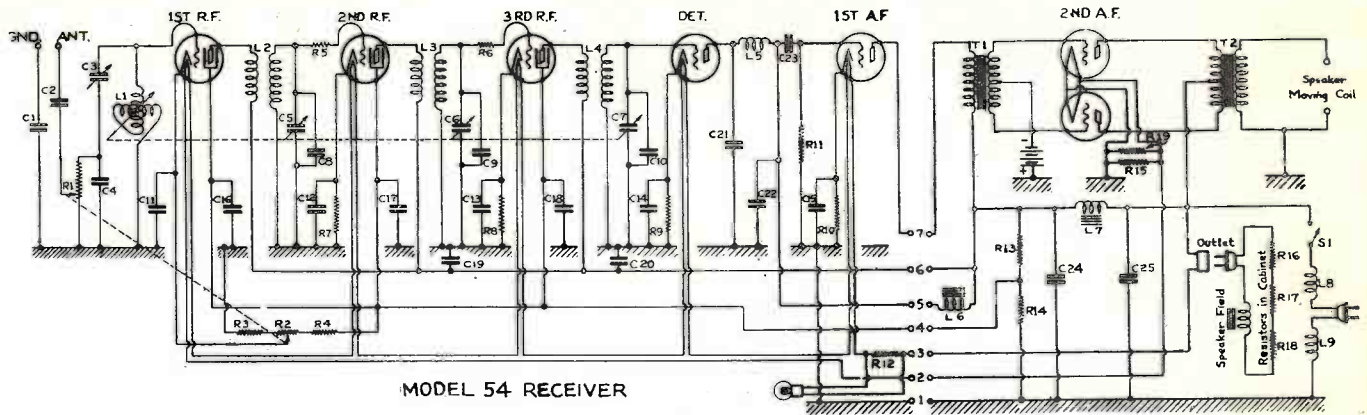 1ST R.F. 2ND R.F. 3RD R.F. DET. 1ST A.F. 2ND A.F.
GND. ANT.
C3 L2 R5 L3 R6 L4 L5 C23 T1 T2
C2 L1 C5 C6 C7
Speaker
Moving Coil
C1 C8 C9 C10 C21 R11 R19
R15
R1 C4 C11 C16 C12 R7 C17 C13 R8 C18 C14 R9 C22 C15 R10
L7 S1
C19 C20
7
6
5
4
3
2
1
R13 C24 C25 Outlet R16
L6 R14 L8
R3 R2 R4
Speaker Field
Resistors in Cabinet
R17
R18 L9
R12
MODEL 54 RECEIVER